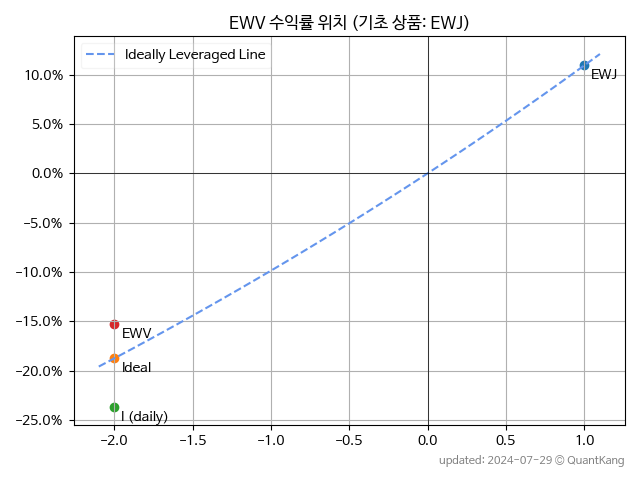 EWV 수익률 위치 (기초 상품: EWJ)
Ideally Leveraged Line
10.0%
EWJ
5.0%
0.0%
−5.0%
−10.0%
−15.0%
EWV
Ideal
−20.0%
I (daily)
−25.0%
−2.0 −1.5 −1.0 −0.5 0.0 0.5 1.0
updated: 2024-07-29 © QuantKang